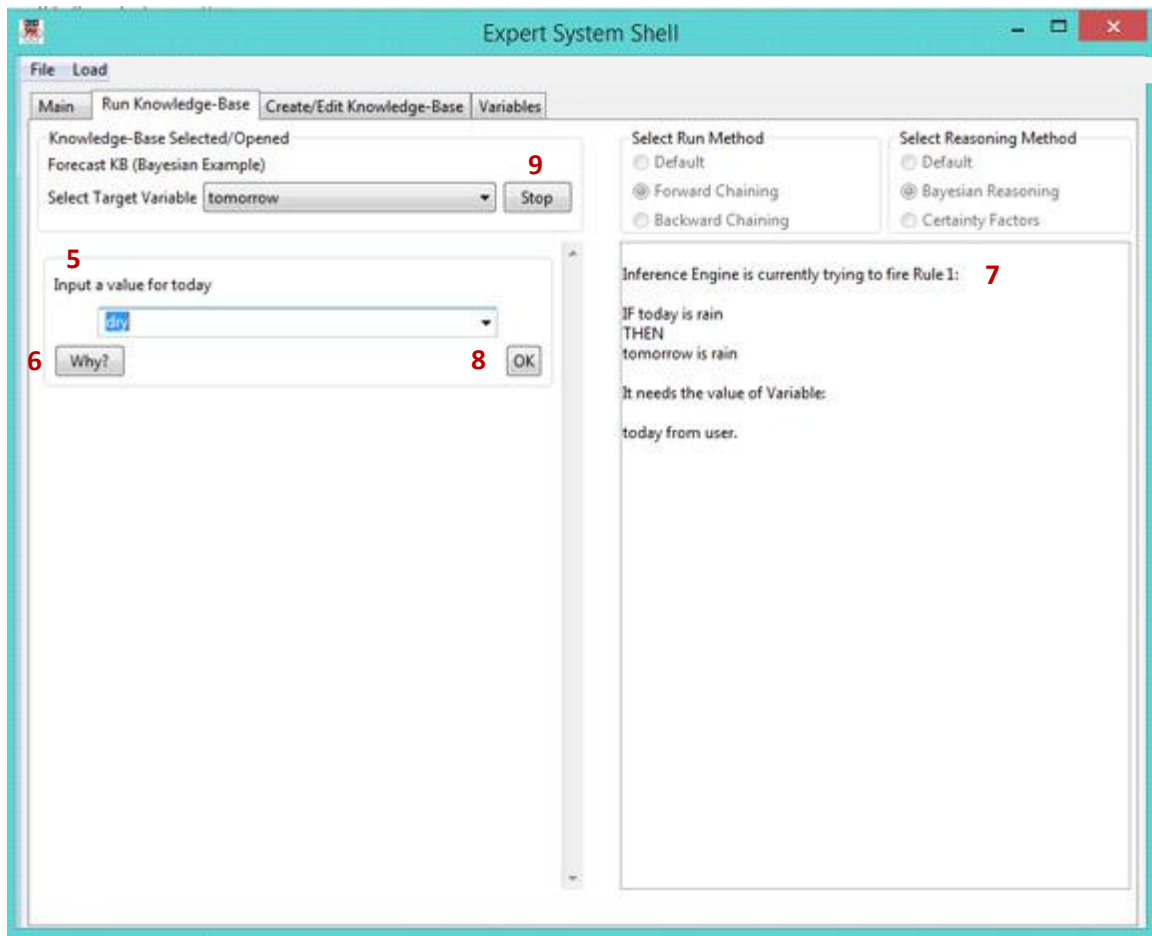 Expert System Shell
File Load
Main Run Knowledge-Base Create/Edit Knowledge-Base Variables
Knowledge-Base Selected/Opened
Forecast KB (Bayesian Example)
9
Select Target Variable tomorrow Stop
Select Run Method
Default
Forward Chaining
Backward Chaining
Select Reasoning Method
Default
Bayesian Reasoning
Certainty Factors
5
Input a value for today
dry
6 Why? 8 OK
Inference Engine is currently trying to fire Rule 1: 7
IF today is rain
THEN
tomorrow is rain
It needs the value of Variable:
today from user.